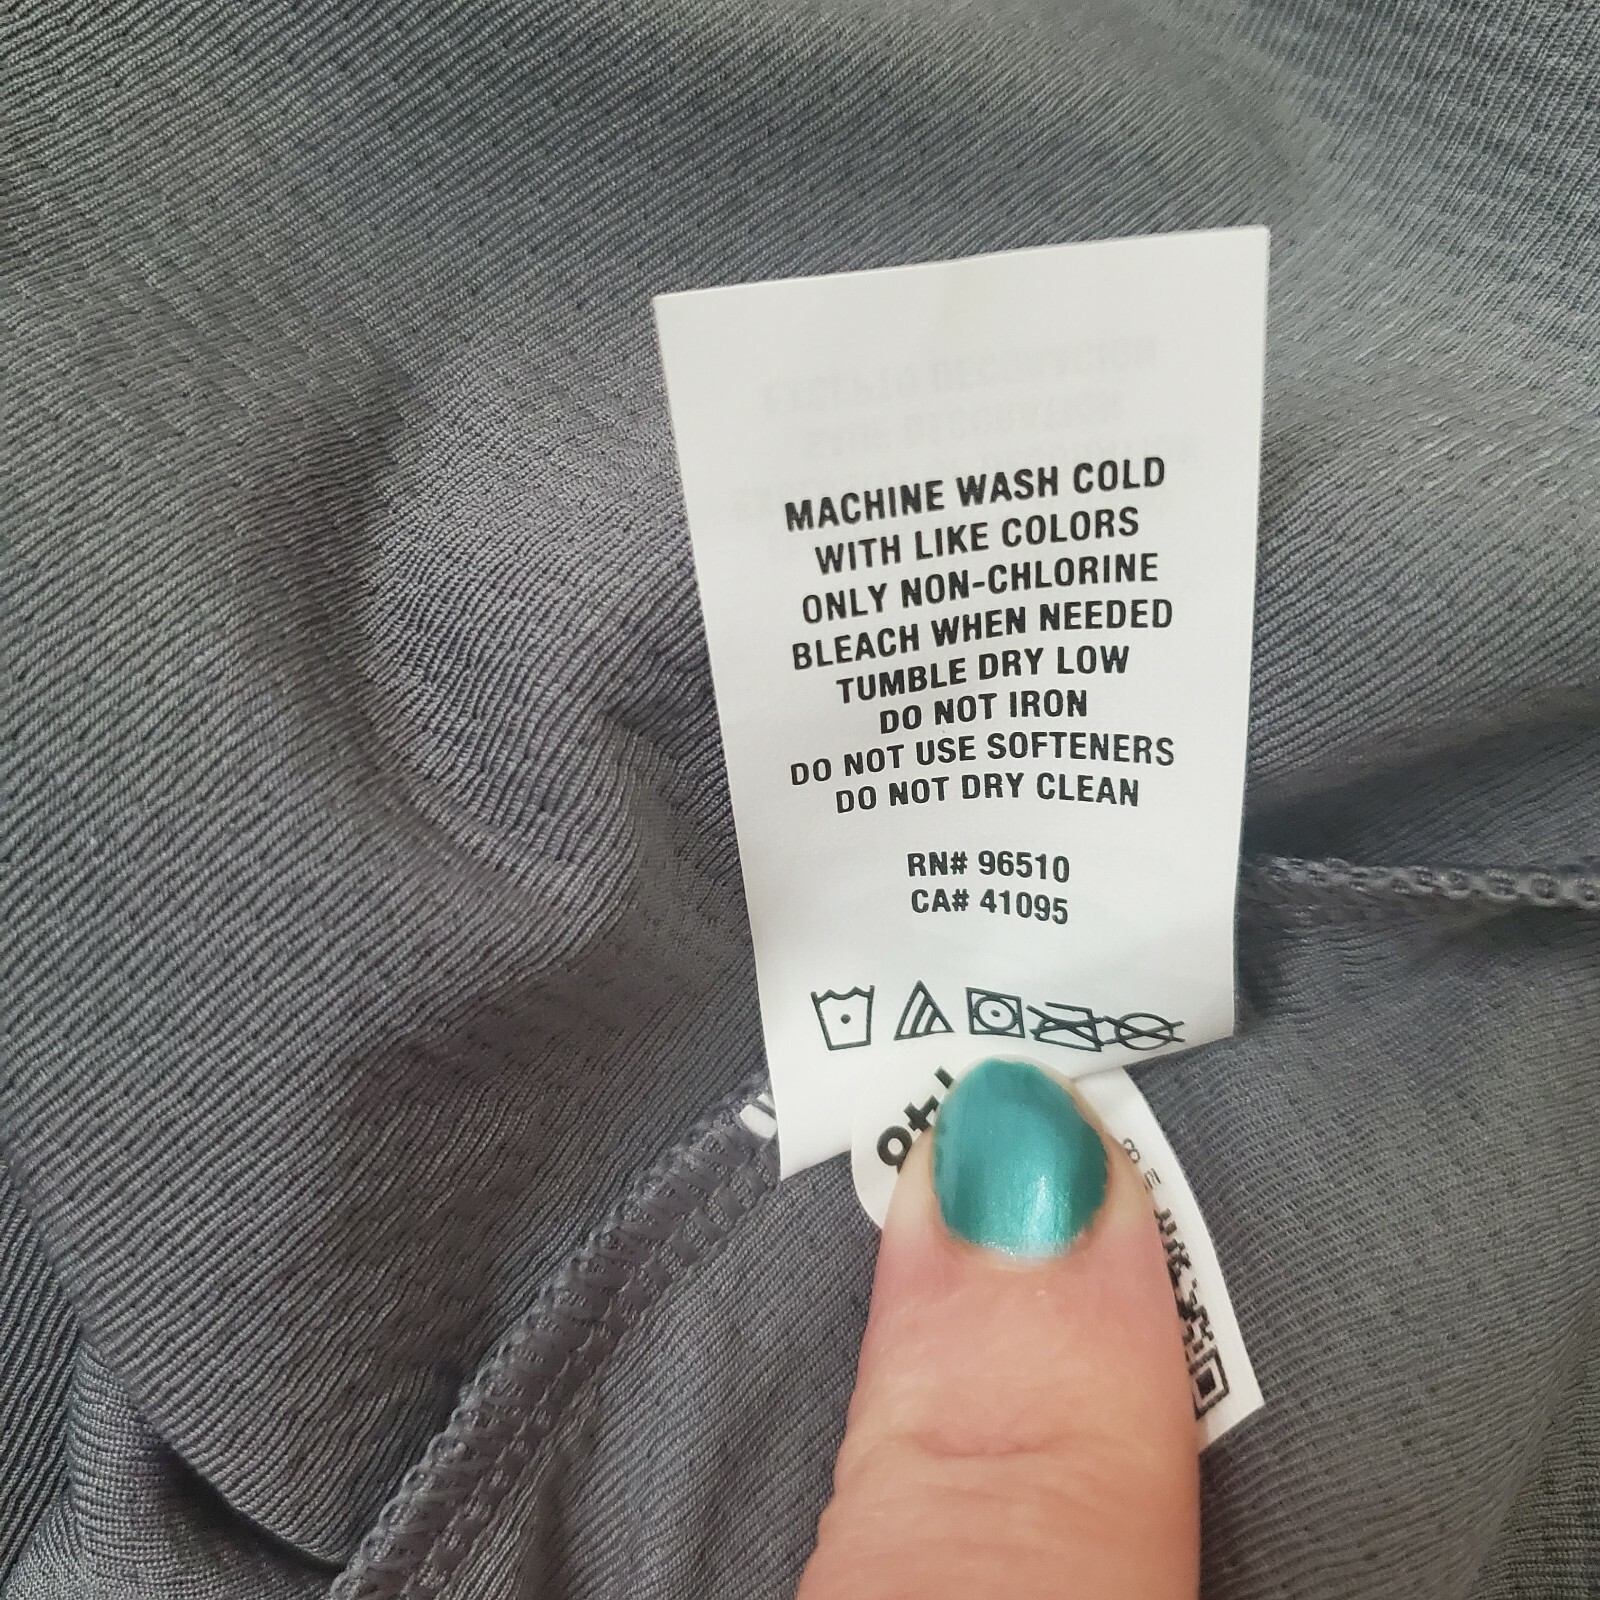 MACHINE WASH COLD
WITH LIKE COLORS
ONLY NON-CHLORINE
BLEACH WHEN NEEDED
TUMBLE DRY LOW
DO NOT IRON
DO NOT USE SOFTENERS
DO NOT DRY CLEAN
RN# 96510
CA# 41095